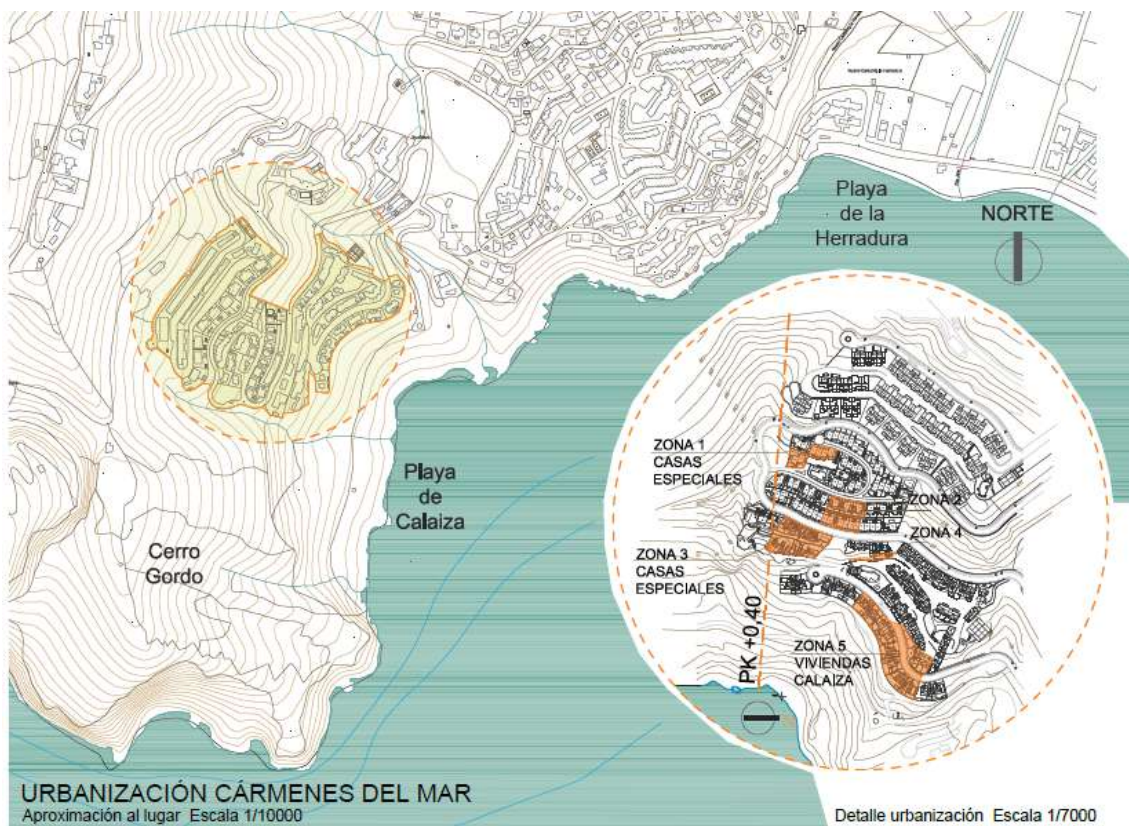 Playa
de la
Herradura
NORTE
Playa
de
Calaiza
Cerro
Gordo
ZONA 1
CASAS
ESPECIALES
ZONA 2
ZONA 4
ZONA 3
CASAS
ESPECIALES
PK +0,40
ZONA 5
VIVIENDAS
CALAIZA
URBANIZACIÓN CÁRMENES DEL MAR
Aproximación al lugar Escala 1/10000
Detalle urbanización Escala 1/7000